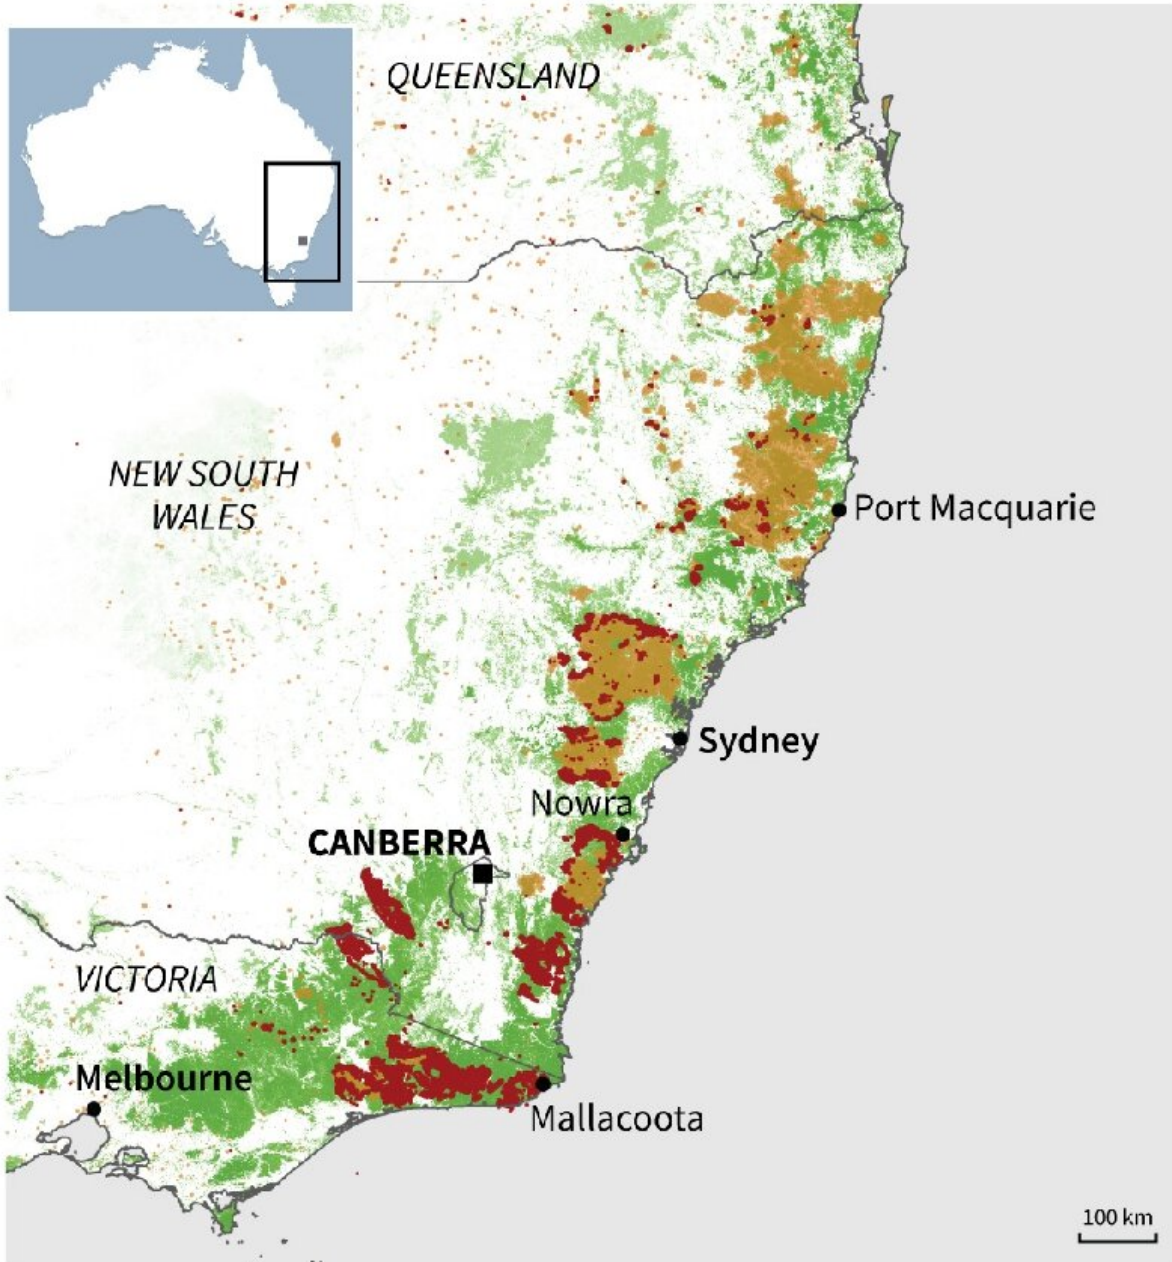 QUEENSLAND
NEW SOUTH
WALES
Port Macquarie
Sydney
Nowra
CANBERRA
VICTORIA
Melbourne
Mallacoota
100 km